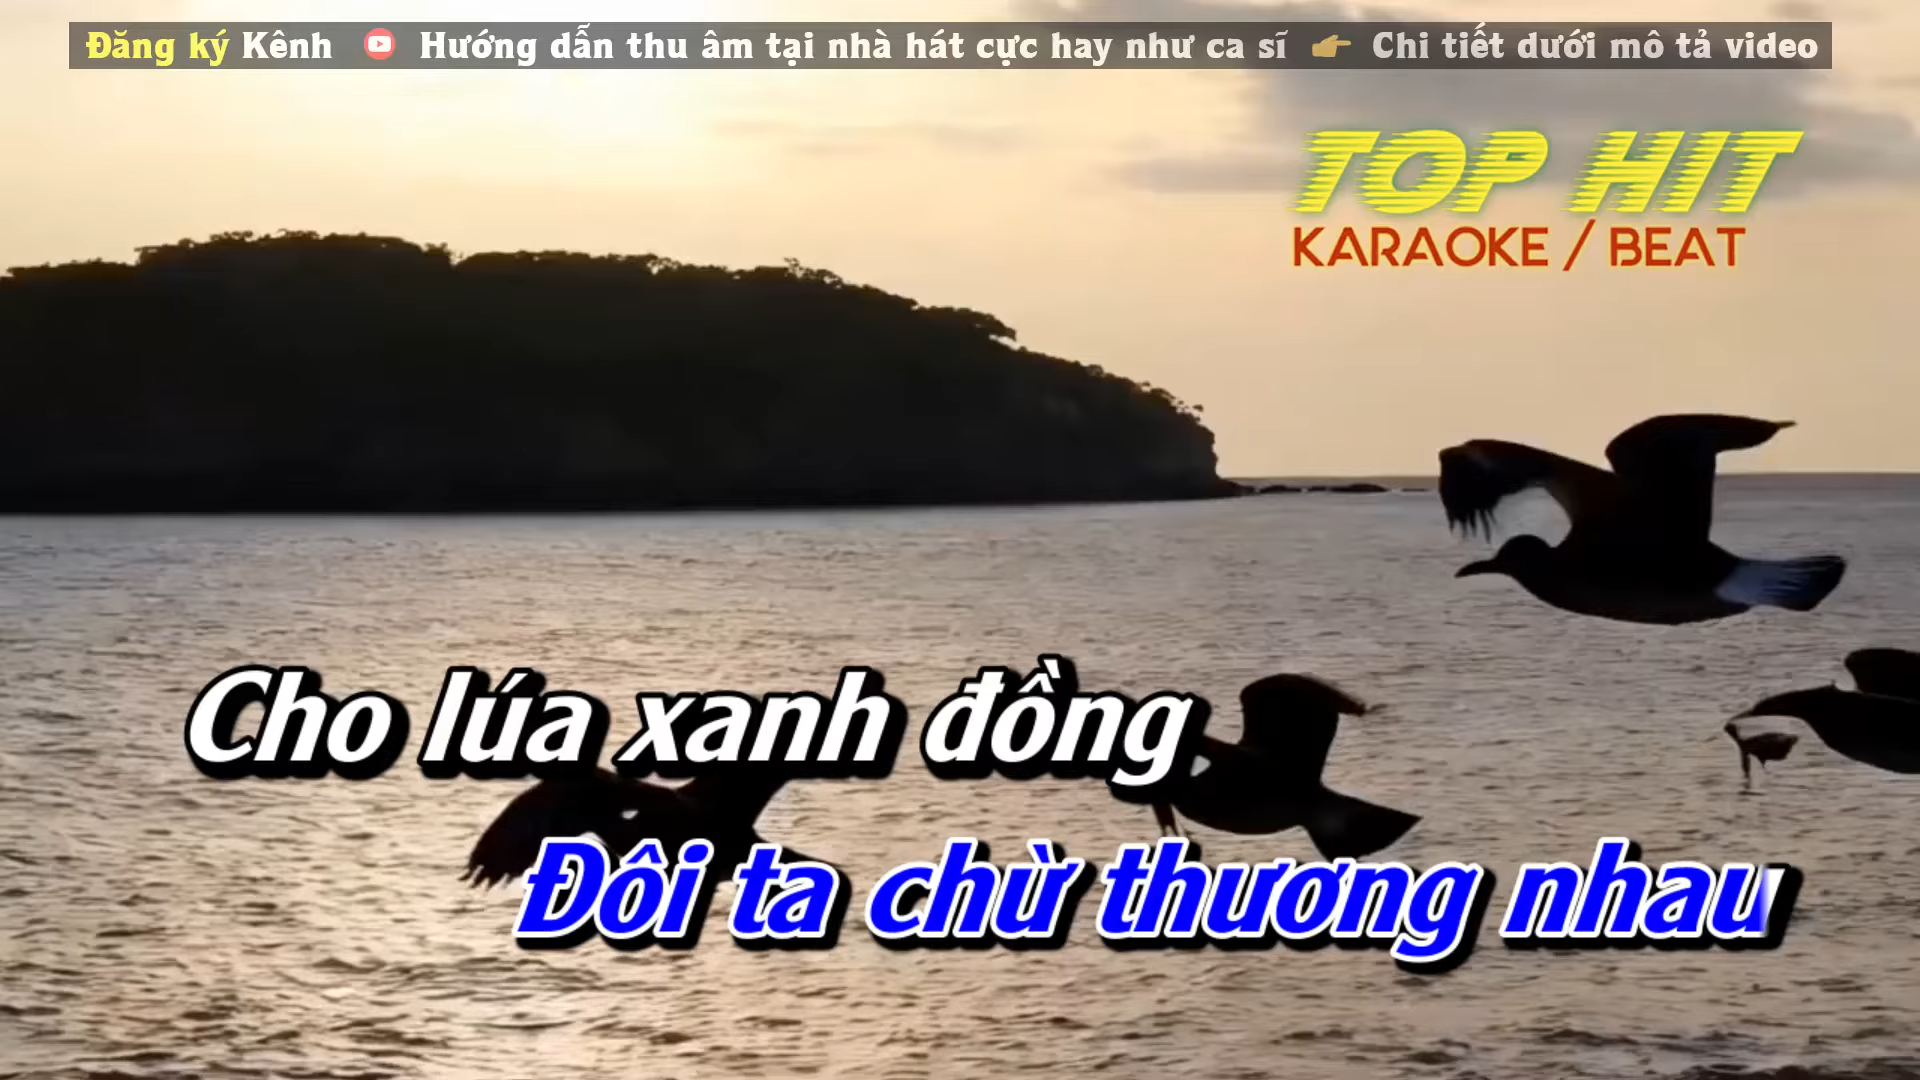 Đăng ký Kênh Hướng dẫn thu âm tại nhà hát cực hay như ca sĩ 👉 Chi tiết dưới mô tả video
TOP HIT
KARAOKE / BEAT
Cho lúa xanh đồng
Đôi ta chừ thương nhau